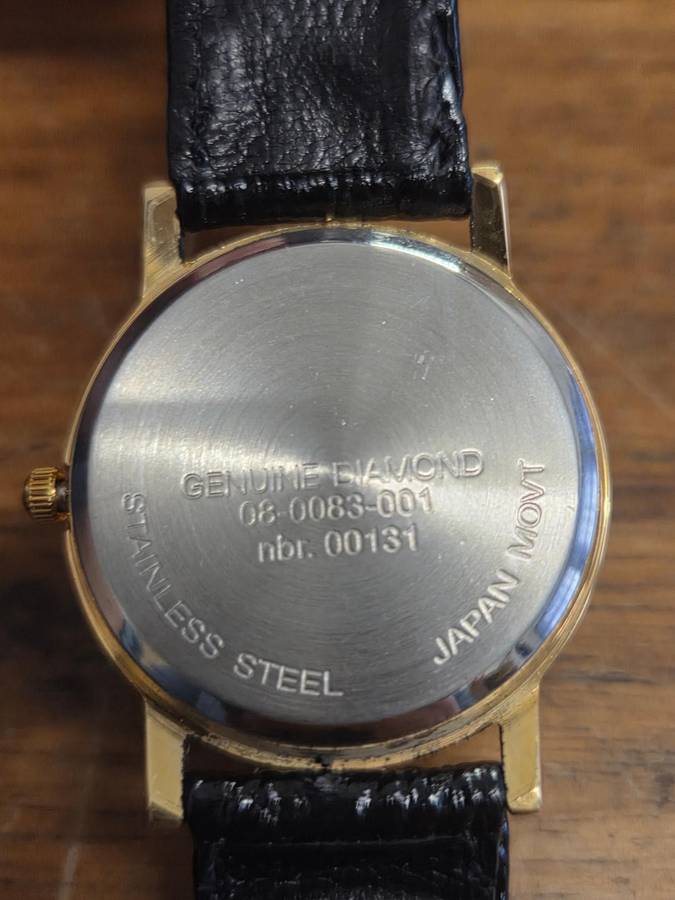 GENUINE DIAMOND
08-0083-001
nbr. 00131
STAINLESS STEEL
JAPAN MOVT